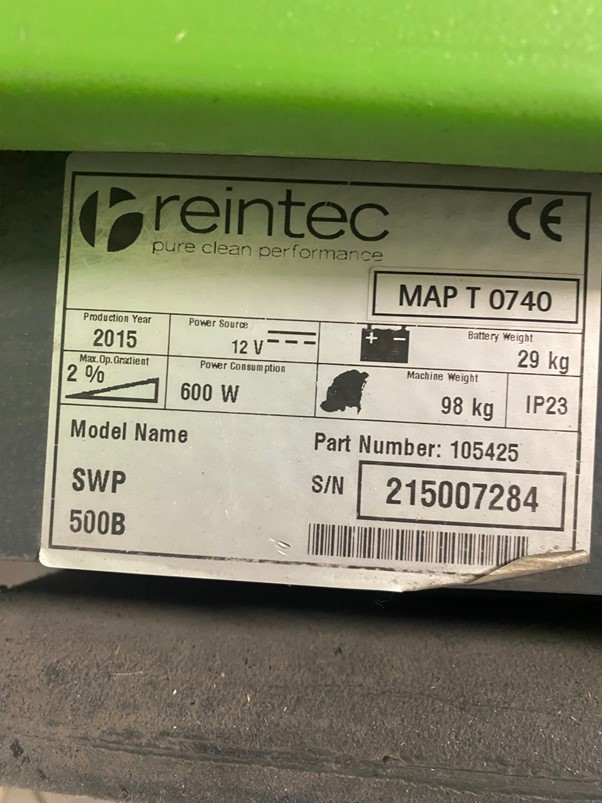 reintec
pure clean performance
CE
MAP T 0740
Production Year
2015
Power Source
12 V
+ −
Battery Weight
29 kg
Max.Op.Gradient
2 %
Power Consumption
600 W
Machine Weight
98 kg
IP23
Model Name
Part Number: 105425
SWP
500B
S/N
215007284